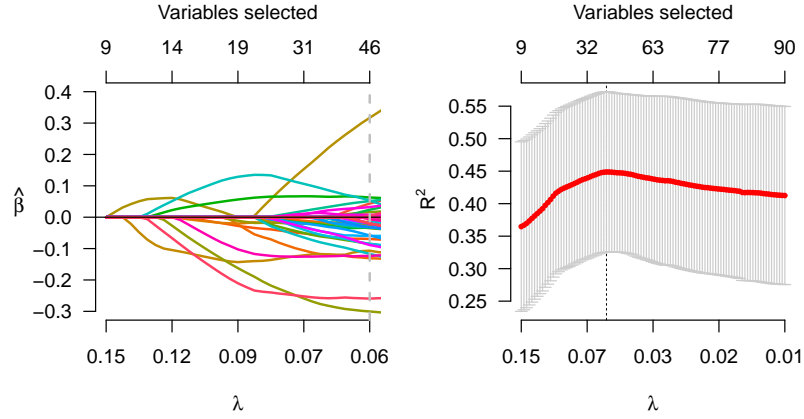 Variables selected
9 14 19 31 46
0.4
0.3
0.2
0.1
0.0
−0.1
−0.2
−0.3
β̂
0.15 0.12 0.09 0.07 0.06
λ
Variables selected
9 32 63 77 90
0.55
0.50
0.45
0.40
0.35
0.30
0.25
R²
0.15 0.07 0.03 0.02 0.01
λ